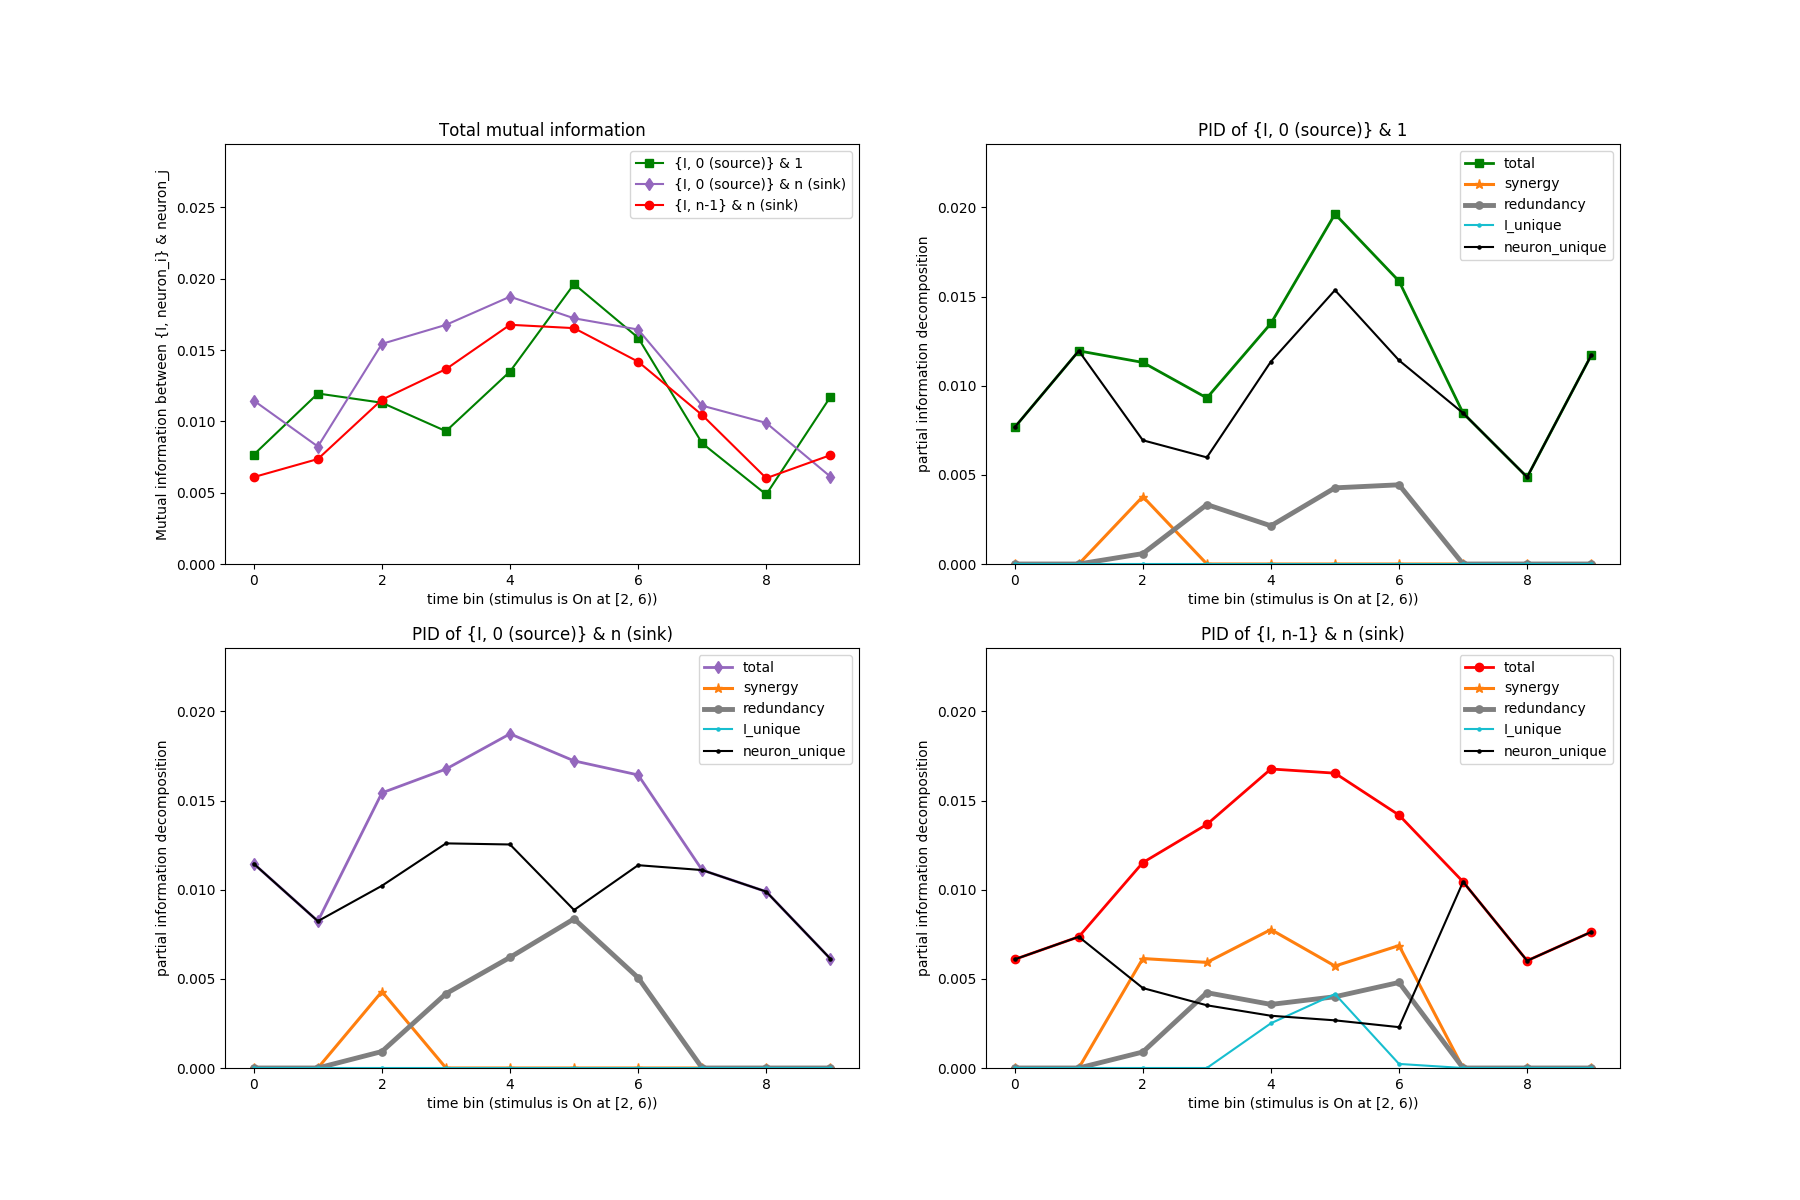 Total mutual information
Mutual information between {I, neuron_i} & neuron_j
0.025
0.020
0.015
0.010
0.005
0.000
{I, 0 (source)} & 1
{I, 0 (source)} & n (sink)
{I, n-1} & n (sink)
0 2 4 6 8
time bin (stimulus is On at [2, 6))
PID of {I, 0 (source)} & 1
partial information decomposition
0.020
0.015
0.010
0.005
0.000
total
synergy
redundancy
I_unique
neuron_unique
0 2 4 6 8
time bin (stimulus is On at [2, 6))
PID of {I, 0 (source)} & n (sink)
partial information decomposition
0.020
0.015
0.010
0.005
0.000
total
synergy
redundancy
I_unique
neuron_unique
0 2 4 6 8
time bin (stimulus is On at [2, 6))
PID of {I, n-1} & n (sink)
partial information decomposition
0.020
0.015
0.010
0.005
0.000
total
synergy
redundancy
I_unique
neuron_unique
0 2 4 6 8
time bin (stimulus is On at [2, 6))